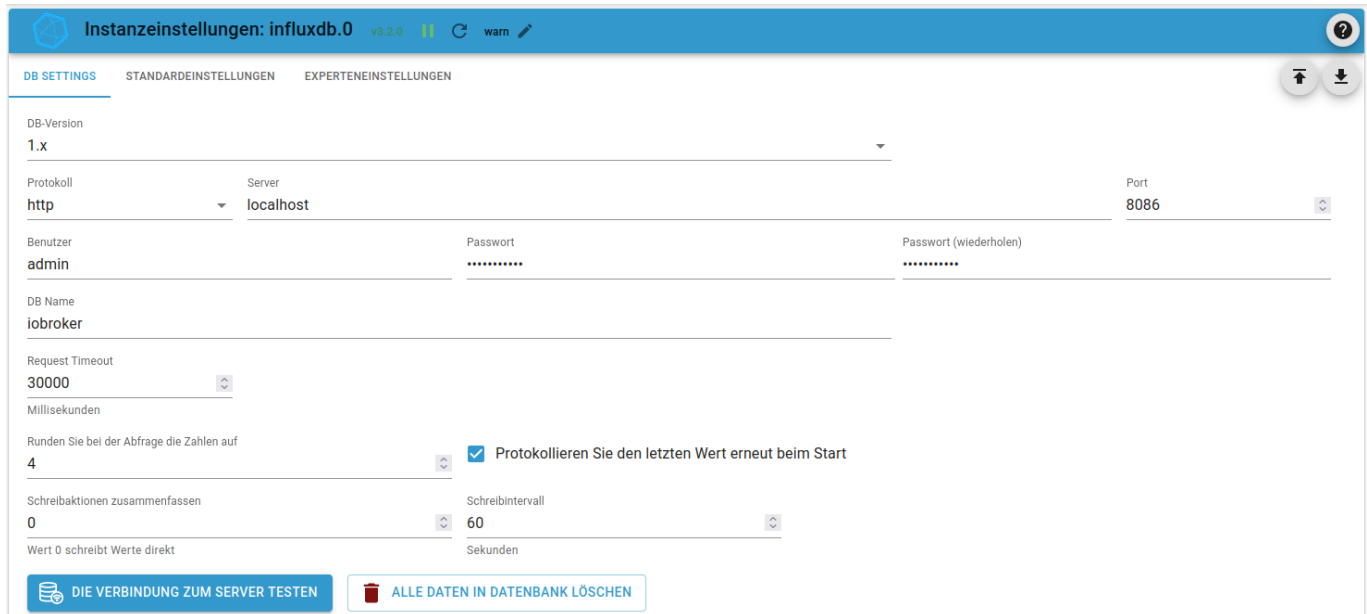 Instanzeinstellungen: influxdb.0 v3.2.0 warn
DB SETTINGS STANDARDEINSTELLUNGEN EXPERTENEINSTELLUNGEN
DB-Version
1.x
Protokoll Server Port
http localhost 8086
Benutzer Passwort Passwort (wiederholen)
admin ••••••••••• •••••••••••
DB Name
iobroker
Request Timeout
30000
Millisekunden
Runden Sie bei der Abfrage die Zahlen auf
4 Protokollieren Sie den letzten Wert erneut beim Start
Schreibaktionen zusammenfassen Schreibintervall
0 60
Wert 0 schreibt Werte direkt Sekunden
DIE VERBINDUNG ZUM SERVER TESTEN ALLE DATEN IN DATENBANK LÖSCHEN